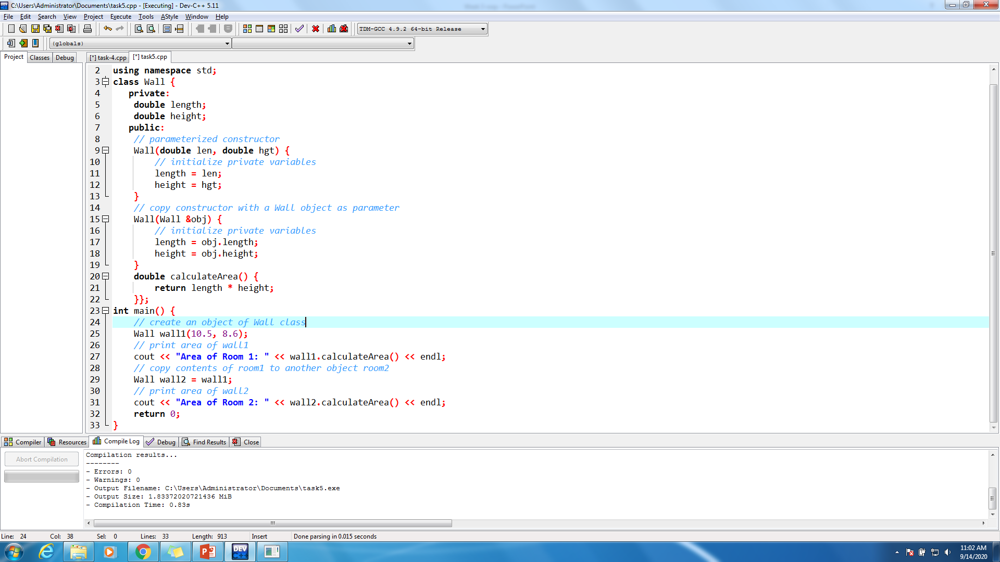 C:\Users\Administrator\Documents\task5.cpp - [Executing] - Dev-C++ 5.11
File Edit Search View Project Execute Tools AStyle Window Help
TDM-GCC 4.9.2 64-bit Release
(globals)
Project Classes Debug [*] task-4.cpp [*] task5.cpp
2 using namespace std;
3 class Wall {
4 private:
5 double length;
6 double height;
7 public:
8 // parameterized constructor
9 Wall(double len, double hgt) {
10 // initialize private variables
11 length = len;
12 height = hgt;
13 }
14 // copy constructor with a Wall object as parameter
15 Wall(Wall &obj) {
16 // initialize private variables
17 length = obj.length;
18 height = obj.height;
19 }
20 double calculateArea() {
21 return length * height;
22 }};
23 int main() {
24 // create an object of Wall class
25 Wall wall1(10.5, 8.6);
26 // print area of wall1
27 cout << "Area of Room 1: " << wall1.calculateArea() << endl;
28 // copy contents of room1 to another object room2
29 Wall wall2 = wall1;
30 // print area of wall2
31 cout << "Area of Room 2: " << wall2.calculateArea() << endl;
32 return 0;
33 }
Compiler Resources Compile Log Debug Find Results Close
Abort Compilation
Compilation results...
--------
- Errors: 0
- Warnings: 0
- Output Filename: C:\Users\Administrator\Documents\task5.exe
- Output Size: 1.83372020721436 MiB
- Compilation Time: 0.83s
Line: 24 Col: 38 Sel: 0 Lines: 33 Length: 913 Insert Done parsing in 0.015 seconds
DEV C++
11:02 AM
9/14/2020